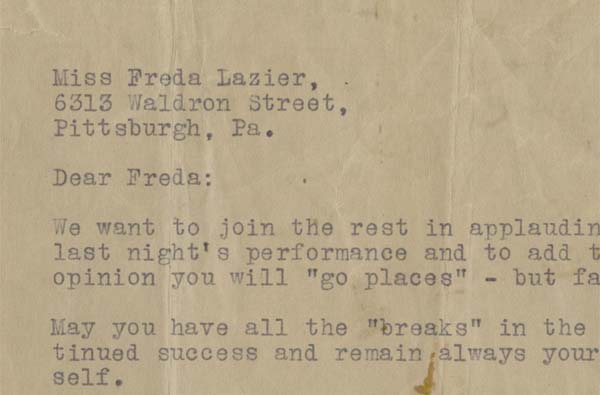 Miss Freda Lazier,
6313 Waldron Street,
Pittsburgh, Pa.
Dear Freda:
We want to join the rest in applaudin
last night's performance and to add t
opinion you will "go places" - but fa
May you have all the "breaks" in the
tinued success and remain always your
self.